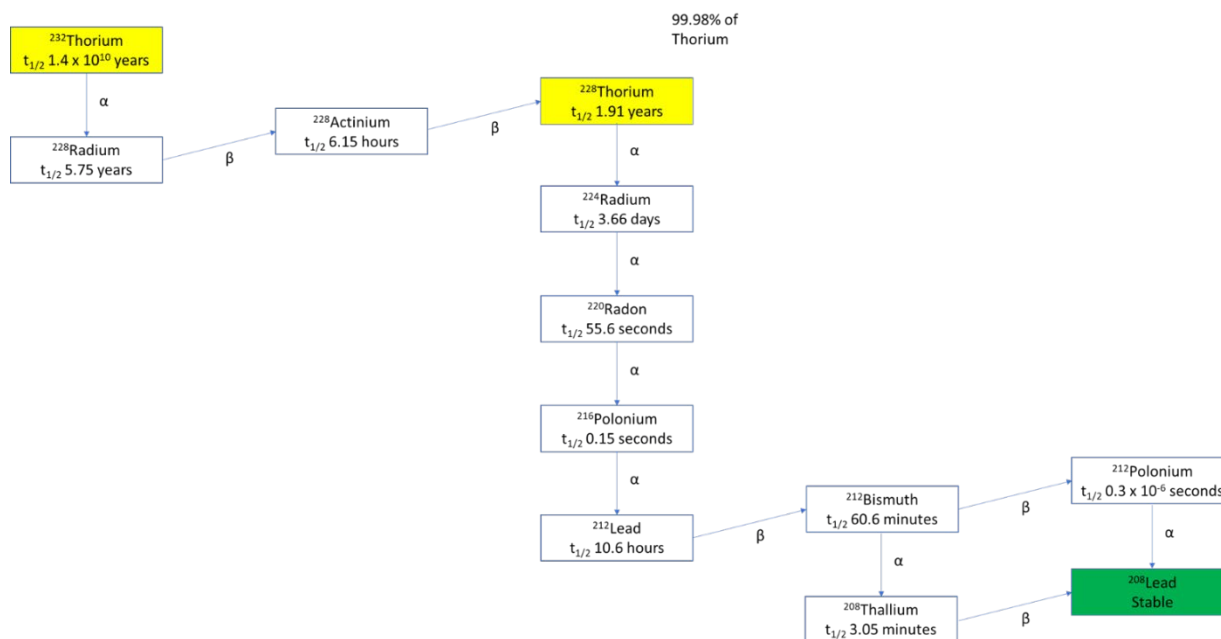 99.98% of
Thorium
²³²Thorium
t₁/₂ 1.4 x 10¹⁰ years
α
²²⁸Radium
t₁/₂ 5.75 years
β
²²⁸Actinium
t₁/₂ 6.15 hours
β
²²⁸Thorium
t₁/₂ 1.91 years
α
²²⁴Radium
t₁/₂ 3.66 days
α
²²⁰Radon
t₁/₂ 55.6 seconds
α
²¹⁶Polonium
t₁/₂ 0.15 seconds
α
²¹²Lead
t₁/₂ 10.6 hours
β
²¹²Bismuth
t₁/₂ 60.6 minutes
β
²¹²Polonium
t₁/₂ 0.3 x 10⁻⁶ seconds
α
α
²⁰⁸Thallium
t₁/₂ 3.05 minutes
β
²⁰⁸Lead
Stable